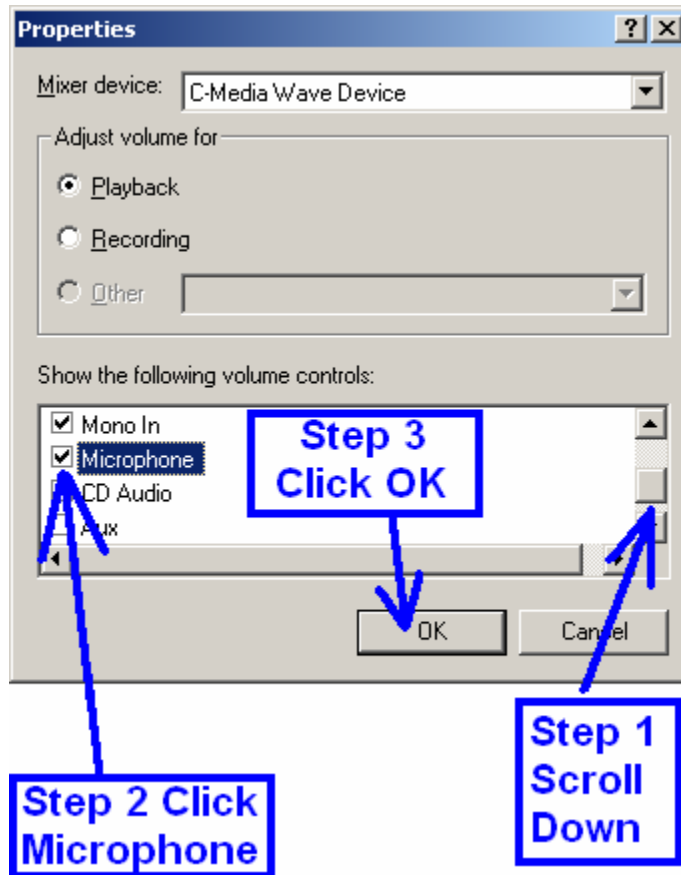 Properties
Mixer device: C-Media Wave Device
Adjust volume for
Playback
Recording
Other
Show the following volume controls:
Mono In
Microphone
CD Audio
Aux
Step 3
Click OK
OK Cancel
Step 1
Scroll
Down
Step 2 Click
Microphone